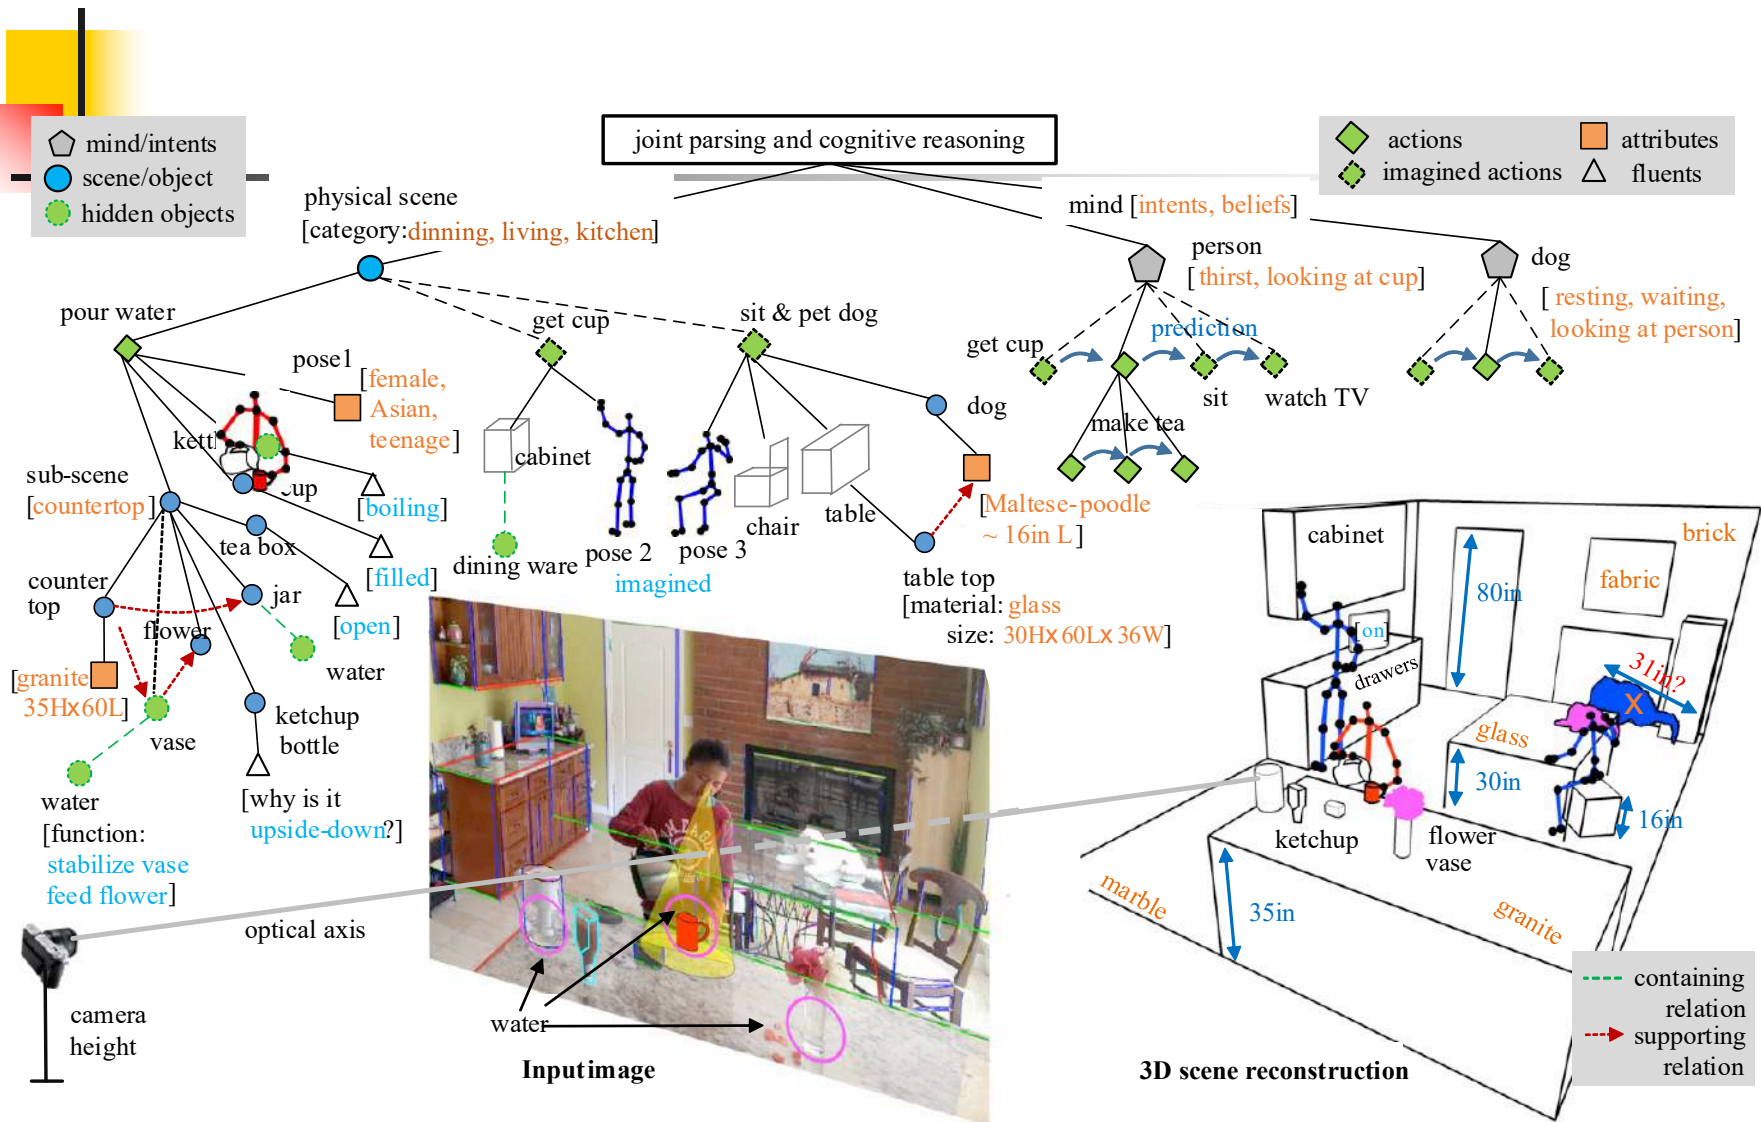 joint parsing and cognitive reasoning
mind/intents
scene/object
hidden objects
actions
attributes
imagined actions
fluents
physical scene
[category:dinning, living, kitchen]
mind [intents, beliefs]
person
[thirst, looking at cup]
dog
[resting, waiting,
looking at person]
pour water
get cup
sit & pet dog
pose1
[female,
Asian,
teenage]
get cup
prediction
sit
watch TV
make tea
dog
[Maltese-poodle
~ 16in L]
sub-scene
[countertop]
[boiling]
cabinet
chair
table
pose 2
pose 3
imagined
dining ware
tea box
[filled]
counter
top
jar
[open]
flower
water
table top
[material: glass
size: 30Hx60Lx36W]
[granite
35Hx60L]
vase
ketchup
bottle
water
[function:
stabilize vase
feed flower]
[why is it
upside-down?]
optical axis
camera
height
water
Input image
cabinet
brick
fabric
80in
[on]
drawers
31in?
X
glass
30in
16in
ketchup
flower
vase
marble
35in
granite
3D scene reconstruction
containing
relation
supporting
relation